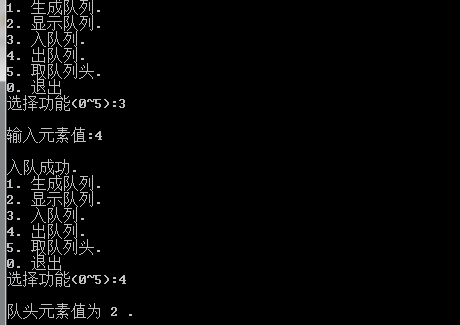 1. 生成队列.
2. 显示队列.
3. 入队列.
4. 出队列.
5. 取队列头.
0. 退出
选择功能(0~5):3
输入元素值:4
入队成功.
1. 生成队列.
2. 显示队列.
3. 入队列.
4. 出队列.
5. 取队列头.
0. 退出
选择功能(0~5):4
队头元素值为 2 .